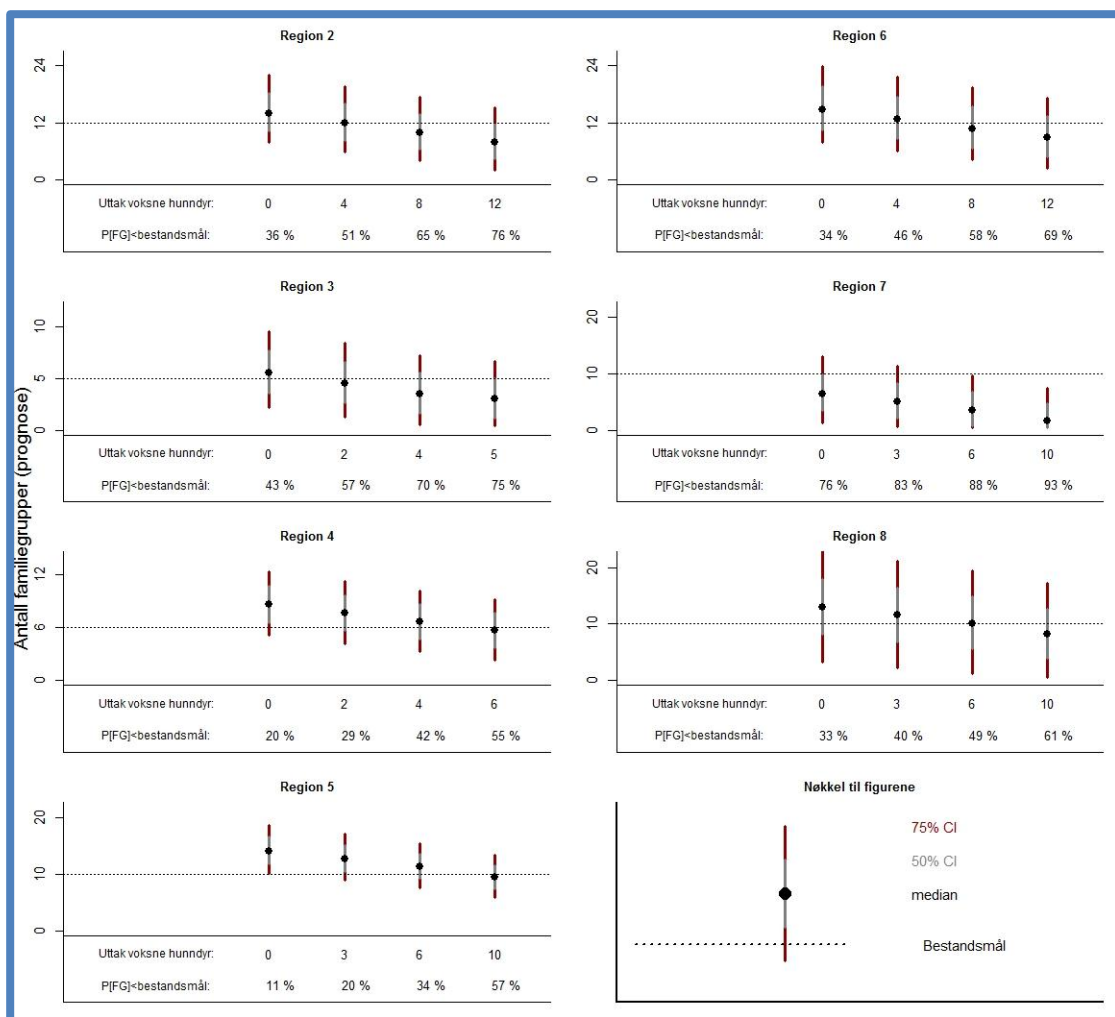 Antall familiegrupper (prognose)
Region 2
24
12
0
Uttak voksne hunndyr: 0 4 8 12
P[FG]<bestandsmål: 36 % 51 % 65 % 76 %
Region 3
10
5
0
Uttak voksne hunndyr: 0 2 4 5
P[FG]<bestandsmål: 43 % 57 % 70 % 75 %
Region 4
12
6
0
Uttak voksne hunndyr: 0 2 4 6
P[FG]<bestandsmål: 20 % 29 % 42 % 55 %
Region 5
20
10
0
Uttak voksne hunndyr: 0 3 6 10
P[FG]<bestandsmål: 11 % 20 % 34 % 57 %
Region 6
24
12
0
Uttak voksne hunndyr: 0 4 8 12
P[FG]<bestandsmål: 34 % 46 % 58 % 69 %
Region 7
20
10
0
Uttak voksne hunndyr: 0 3 6 10
P[FG]<bestandsmål: 76 % 83 % 88 % 93 %
Region 8
20
10
0
Uttak voksne hunndyr: 0 3 6 10
P[FG]<bestandsmål: 33 % 40 % 49 % 61 %
Nøkkel til figurene
75% CI
50% CI
median
Bestandsmål